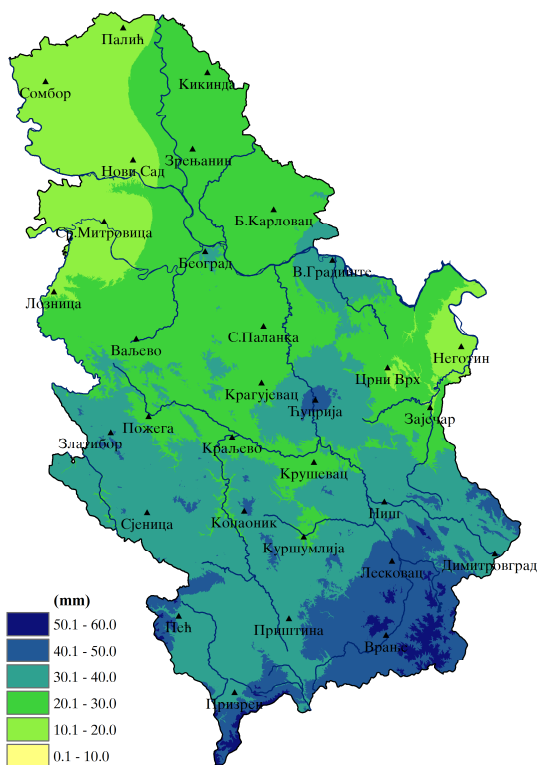 Палић
Кикинда
Сомбор
Зрењанин
Нови Сад
Б.Карловац
Ср.Митровица
Београд
В.Градиште
Лозница
С.Паланка
Ваљево
Неготин
Црни Врх
Крагујевац
Ћуприја
Зајечар
Пожега
Златибор
Краљево
Крушевац
Сјеница
Копаоник
Ниш
Куршумлија
Димитровград
Лесковац
Пећ
Приштина
Врање
Призрен
(mm)
50.1 - 60.0
40.1 - 50.0
30.1 - 40.0
20.1 - 30.0
10.1 - 20.0
0.1 - 10.0